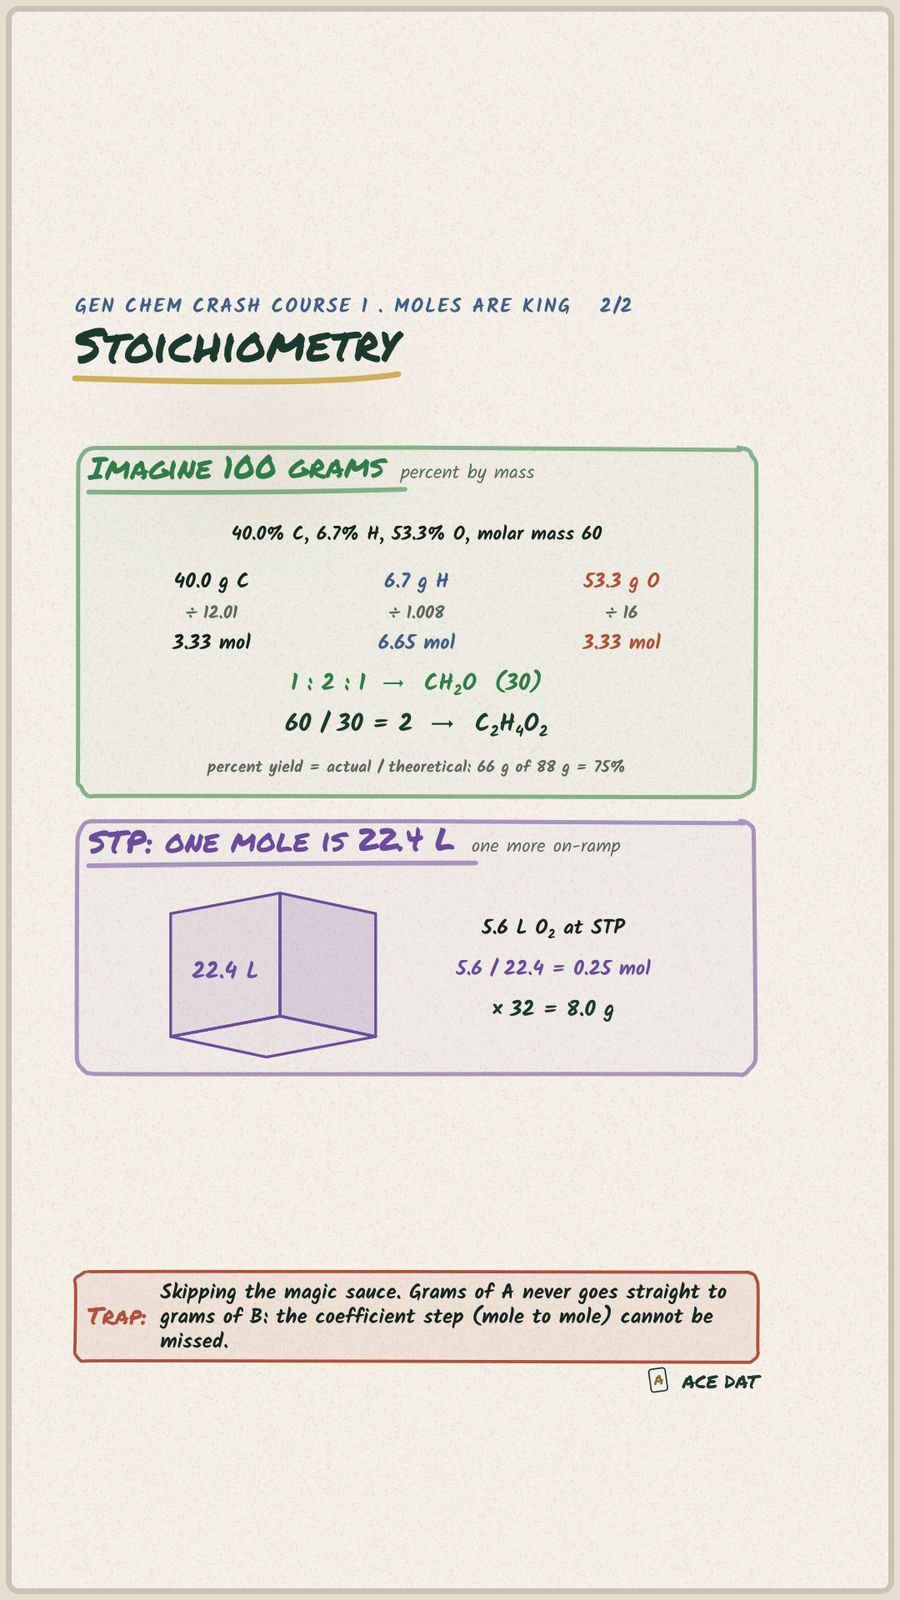 GEN CHEM CRASH COURSE 1 . MOLES ARE KING 2/2
STOICHIOMETRY
IMAGINE 100 GRAMS percent by mass
40.0% C, 6.7% H, 53.3% O, molar mass 60
40.0 g C 6.7 g H 53.3 g O
÷ 12.01 ÷ 1.008 ÷ 16
3.33 mol 6.65 mol 3.33 mol
1 : 2 : 1 → CH₂O (30)
60 / 30 = 2 → C₂H₄O₂
percent yield = actual / theoretical: 66 g of 88 g = 75%
STP: ONE MOLE IS 22.4 L one more on-ramp
22.4 L
5.6 L O₂ at STP
5.6 / 22.4 = 0.25 mol
× 32 = 8.0 g
TRAP: Skipping the magic sauce. Grams of A never goes straight to
grams of B: the coefficient step (mole to mole) cannot be
missed.
A ACE DAT